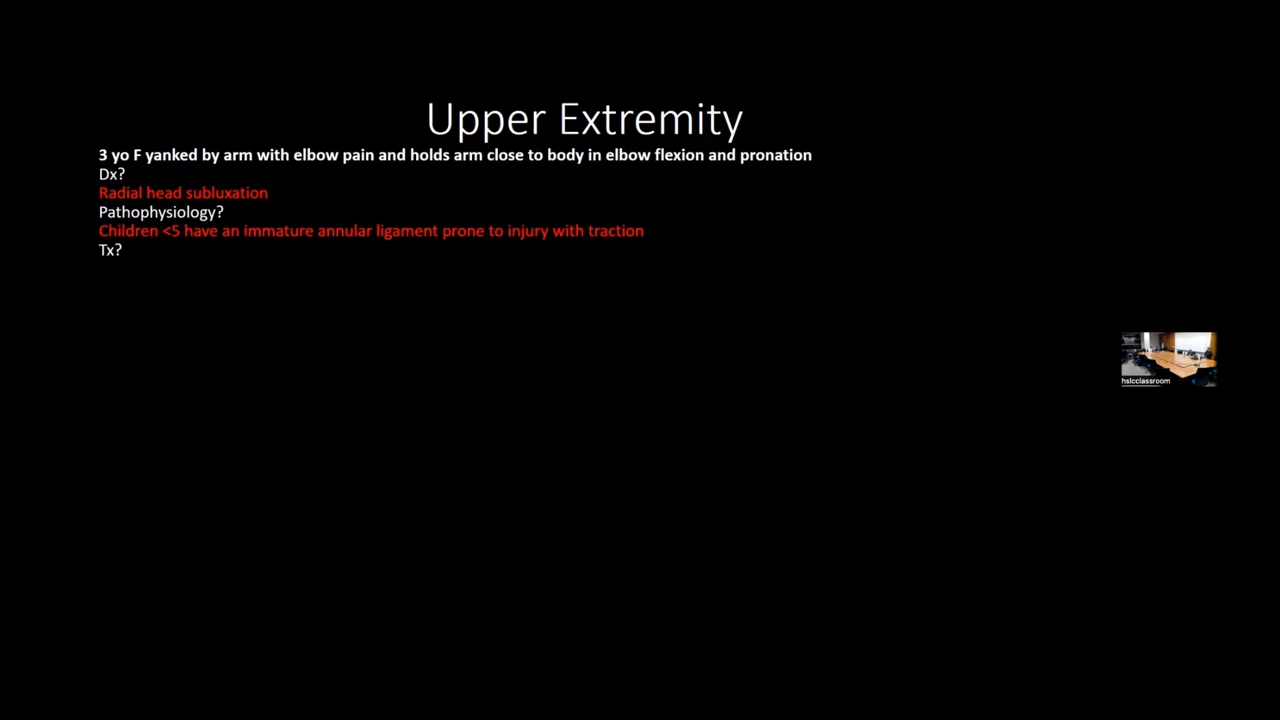 Upper Extremity
3 yo F yanked by arm with elbow pain and holds arm close to body in elbow flexion and pronation
Dx?
Radial head subluxation
Pathophysiology?
Children <5 have an immature annular ligament prone to injury with traction
Tx?
hslcclassroom